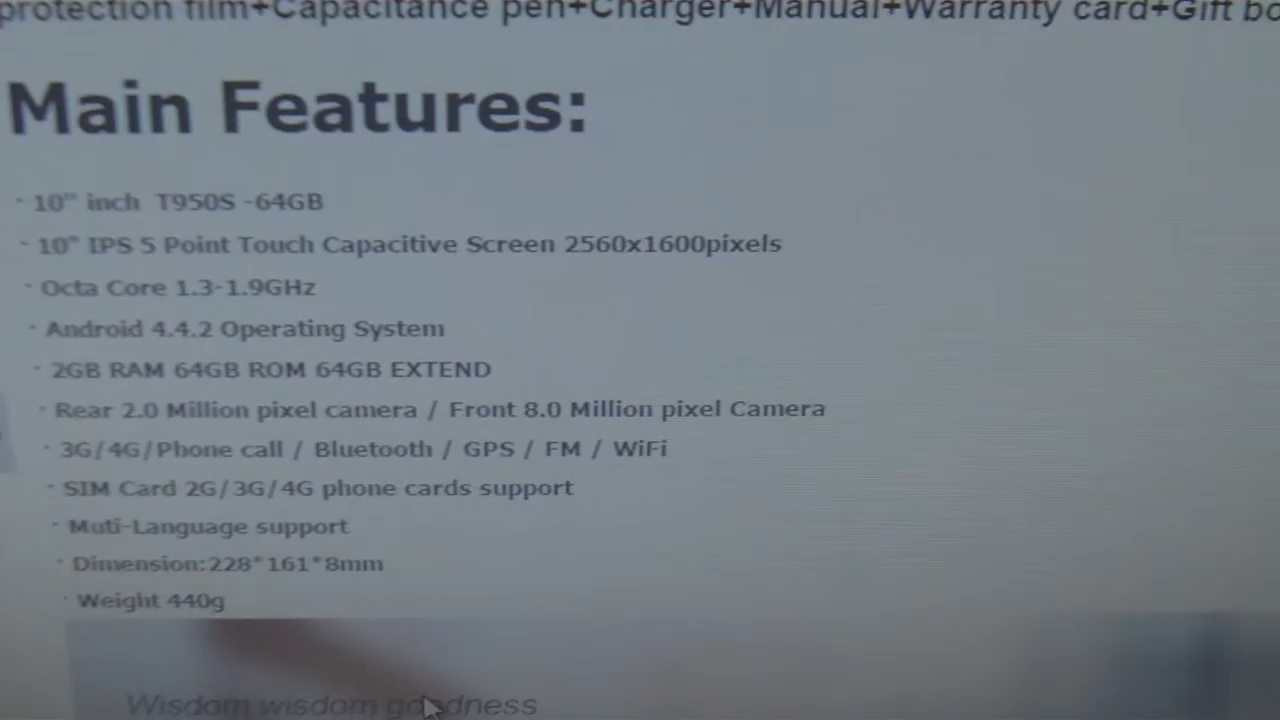 protection film+Capacitance pen+Charger+Manual+Warranty card+Gift bo
Main Features:
· 10"" inch T950S -64GB
· 10" IPS 5 Point Touch Capacitive Screen 2560x1600pixels
· Octa Core 1.3-1.9GHz
· Android 4.4.2 Operating System
· 2GB RAM 64GB ROM 64GB EXTEND
· Rear 2.0 Million pixel camera / Front 8.0 Million pixel Camera
· 3G/4G/Phone call / Bluetooth / GPS / FM / WiFi
· SIM Card 2G/3G/4G phone cards support
· Muti-Language support
· Dimension:228*161*8mm
· Weight 440g
Wisdom wisdom goodness